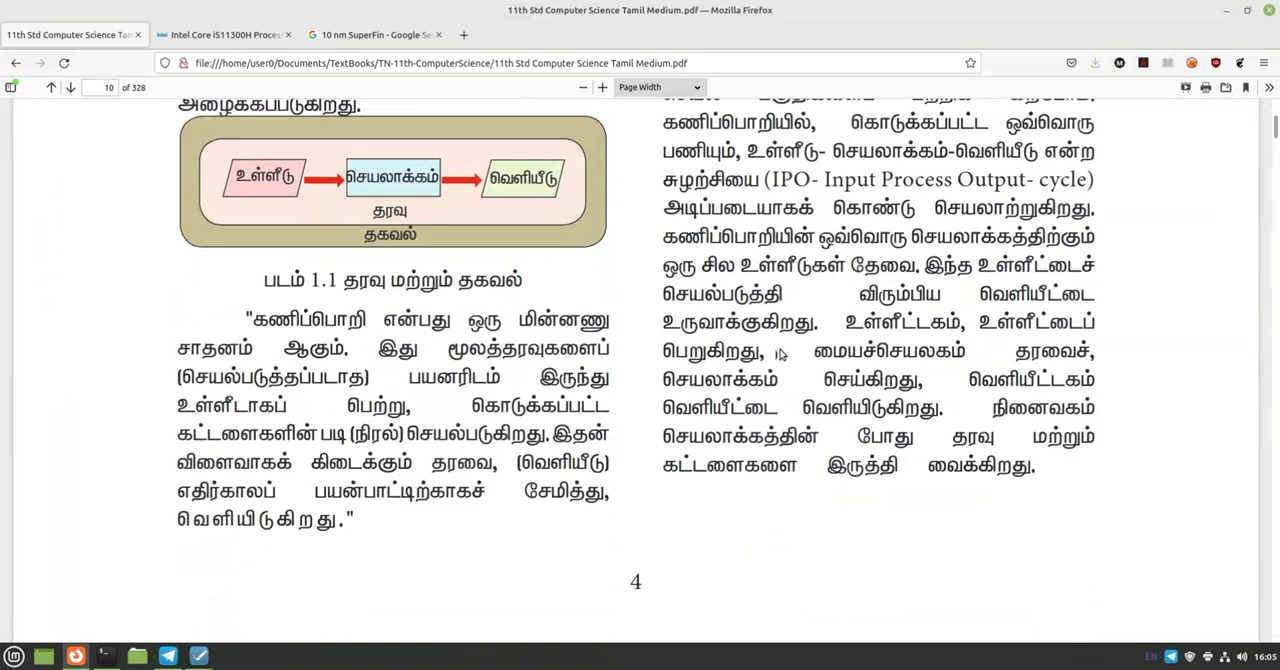 11th Std Computer Science Tamil Medium.pdf — Mozilla Firefox
11th Std Computer Science Tam
Intel Core i511300H Proces
10 nm SuperFin - Google Se
file:///home/user0/Documents/TextBooks/TN-11th-ComputerScience/11th Std Computer Science Tamil Medium.pdf
10 of 328
Page Width
அழைக்கப்படுகிறது.
உள்ளீடு
செயலாக்கம்
வெளியீடு
தரவு
தகவல்
படம் 1.1 தரவு மற்றும் தகவல்
"கணிப்பொறி என்பது ஒரு மின்னணு
சாதனம் ஆகும். இது மூலத்தரவுகளைப்
(செயல்படுத்தப்படாத) பயனரிடம் இருந்து
உள்ளீடாகப் பெற்று, கொடுக்கப்பட்ட
கட்டளைகளின் படி (நிரல்) செயல்படுகிறது. இதன்
விளைவாகக் கிடைக்கும் தரவை, (வெளியீடு)
எதிர்காலப் பயன்பாட்டிற்காகச் சேமித்து,
வெளியிடுகிறது."
கணிப்பொறியில், கொடுக்கப்பட்ட ஒவ்வொரு
பணியும், உள்ளீடு- செயலாக்கம்-வெளியீடு என்ற
சுழற்சியை (IPO- Input Process Output- cycle)
அடிப்படையாகக் கொண்டு செயலாற்றுகிறது.
கணிப்பொறியின் ஒவ்வொரு செயலாக்கத்திற்கும்
ஒரு சில உள்ளீடுகள் தேவை. இந்த உள்ளீட்டைச்
செயல்படுத்தி விரும்பிய வெளியீட்டை
உருவாக்குகிறது. உள்ளீட்டகம், உள்ளீட்டைப்
பெறுகிறது, மையச்செயலகம் தரவைச்,
செயலாக்கம் செய்கிறது, வெளியீட்டகம்
வெளியீட்டை வெளியிடுகிறது. நினைவகம்
செயலாக்கத்தின் போது தரவு மற்றும்
கட்டளைகளை இருத்தி வைக்கிறது.
4
EN
16:05